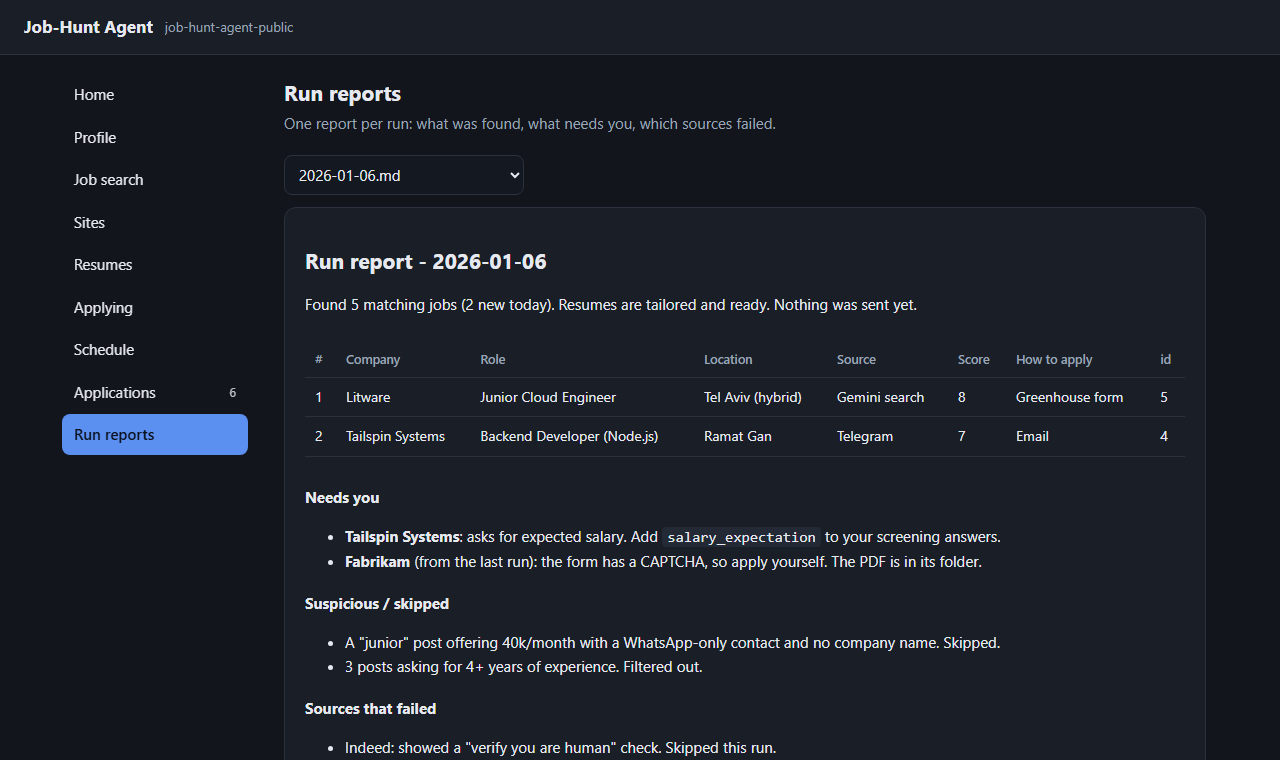 Job-Hunt Agent job-hunt-agent-public
Home
Profile
Job search
Sites
Resumes
Applying
Schedule
Applications 6
Run reports
Run reports
One report per run: what was found, what needs you, which sources failed.
2026-01-06.md
Run report - 2026-01-06
Found 5 matching jobs (2 new today). Resumes are tailored and ready. Nothing was sent yet.
# Company Role Location Source Score How to apply id
1 Litware Junior Cloud Engineer Tel Aviv (hybrid) Gemini search 8 Greenhouse form 5
2 Tailspin Systems Backend Developer (Node.js) Ramat Gan Telegram 7 Email 4
Needs you
• Tailspin Systems: asks for expected salary. Add salary_expectation to your screening answers.
• Fabrikam (from the last run): the form has a CAPTCHA, so apply yourself. The PDF is in its folder.
Suspicious / skipped
• A "junior" post offering 40k/month with a WhatsApp-only contact and no company name. Skipped.
• 3 posts asking for 4+ years of experience. Filtered out.
Sources that failed
• Indeed: showed a "verify you are human" check. Skipped this run.